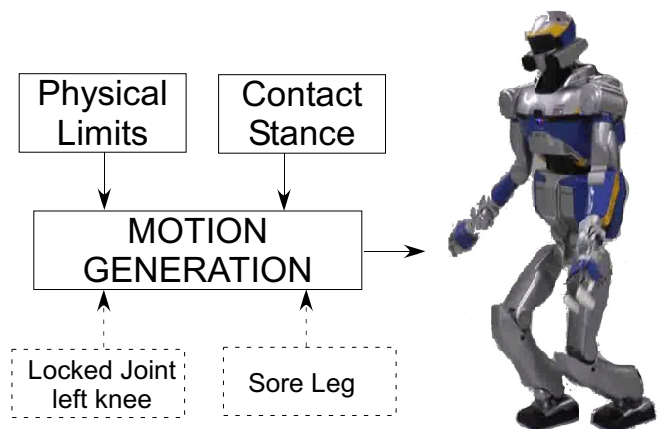 Physical
Limits
Contact
Stance
MOTION
GENERATION
Locked Joint
left knee
Sore Leg